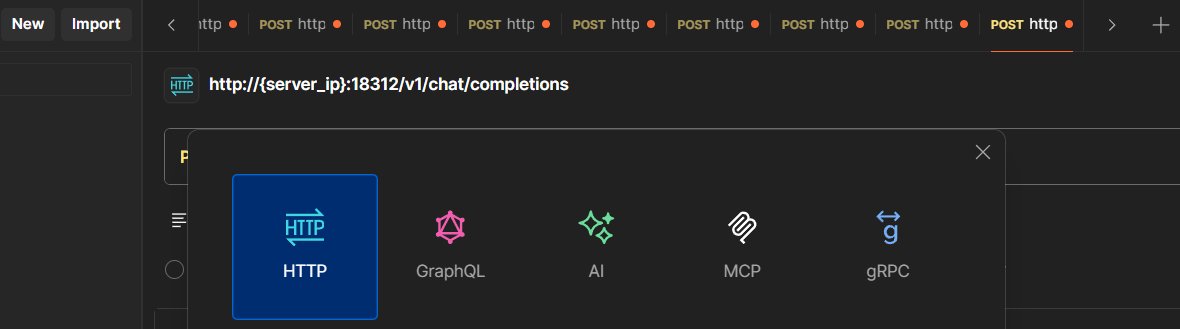 New Import http POST http POST http POST http POST http POST http POST http POST http POST http
HTTP http://{server_ip}:18312/v1/chat/completions
P
HTTP GraphQL AI MCP gRPC